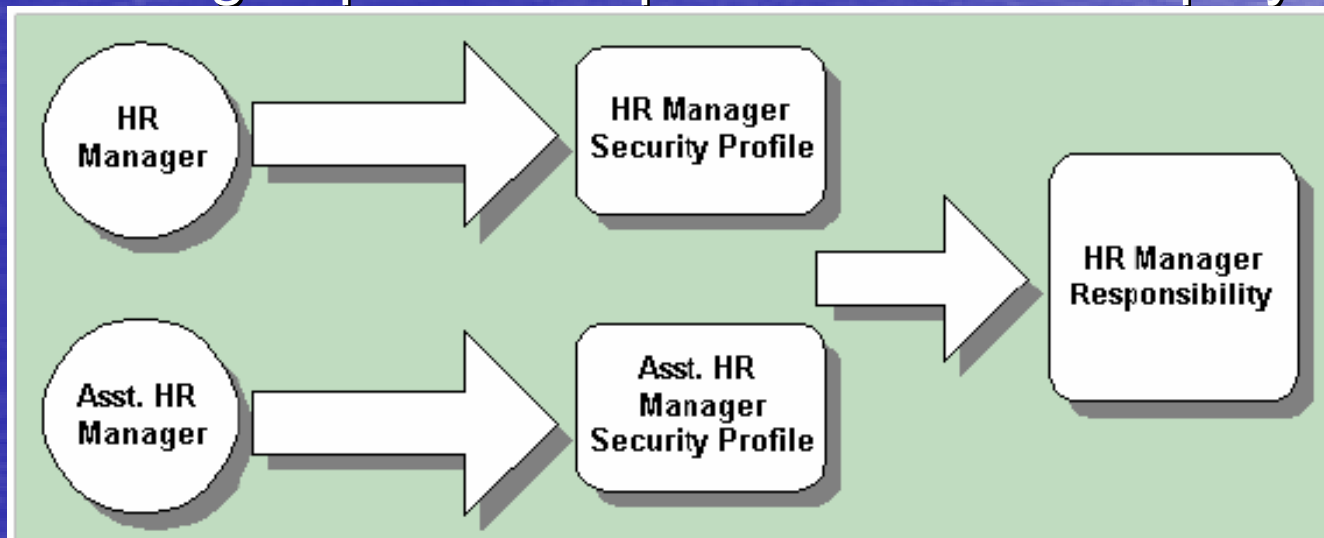 HR
Manager
HR Manager
Security Profile
HR Manager
Responsibility
Asst. HR
Manager
Asst. HR
Manager
Security Profile